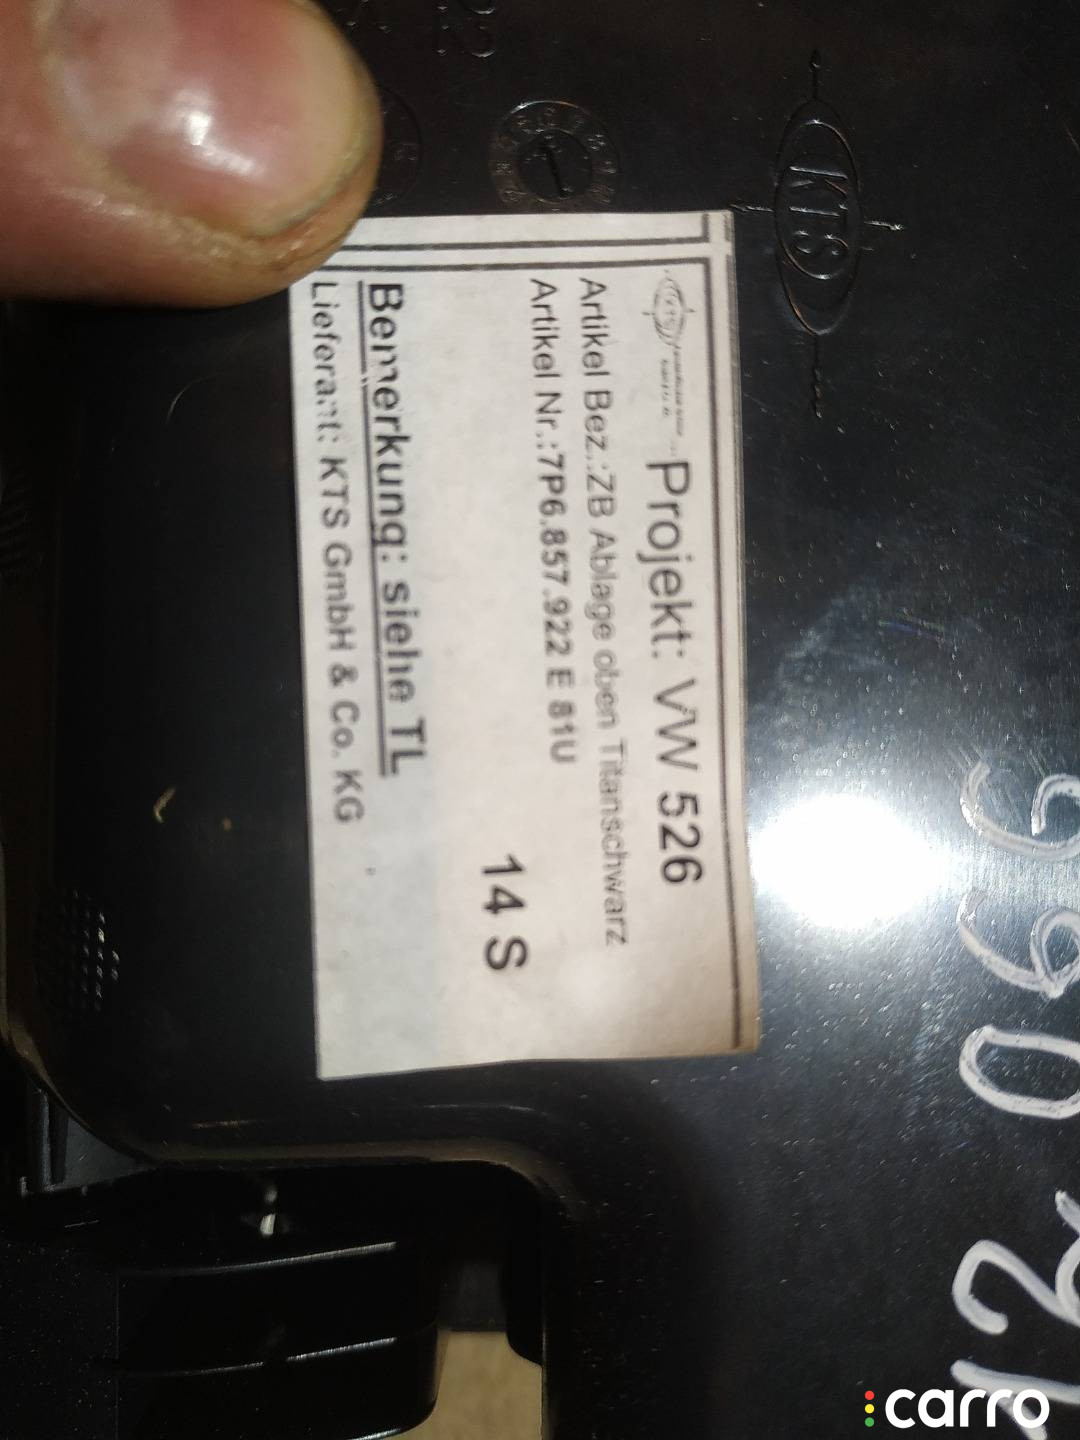 KTS
Projekt: VW 526
Artikel Bez.:ZB Ablage oben Titanschwarz
Artikel Nr.:7P6.857.922 E 81U
14 S
Bemerkung: siehe TL
Lieferant: KTS GmbH & Co. KG
carro